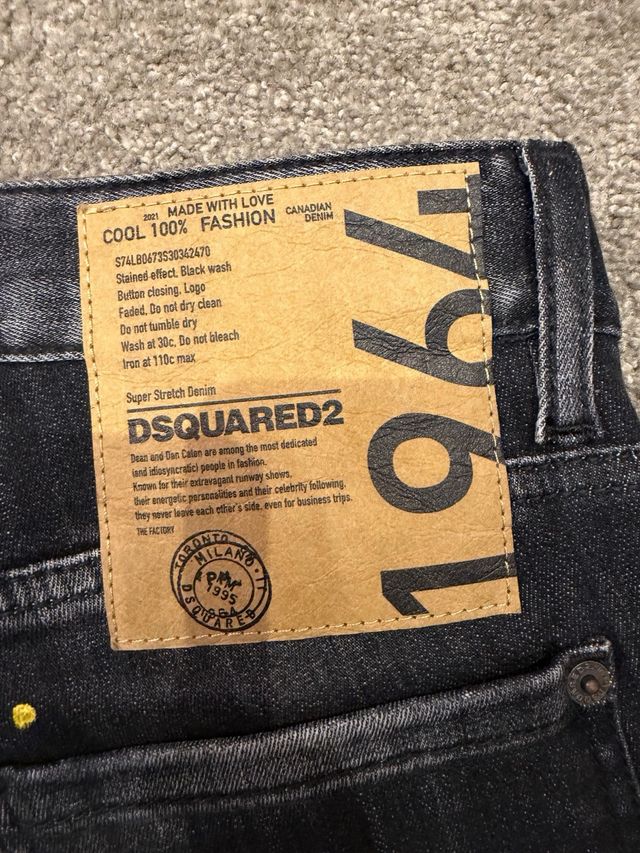 2021 MADE WITH LOVE
COOL 100% FASHION CANADIAN DENIM
S74LB0673S30342470
Stained effect. Black wash
Button closing. Logo
Faded. Do not dry clean
Do not tumble dry
Wash at 30c. Do not bleach
Iron at 110c max
Super Stretch Denim
DSQUARED2
Dean and Dan Caten are among the most dedicated
(and idiosyncratic) people in fashion.
Known for their extravagant runway shows,
their energetic personalities and their celebrity following,
they never leave each other's side, even for business trips.
THE FACTORY
TORONTO
MILANO
PM
1995
1964
DSQUARED
1964